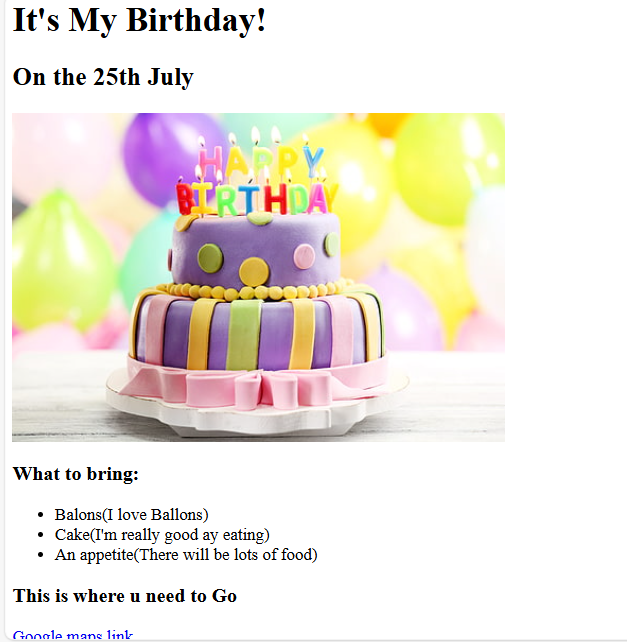 It's My Birthday!
On the 25th July
HAPPY
BIRTHDAY
What to bring:
Balons(I love Ballons)
Cake(I'm really good ay eating)
An appetite(There will be lots of food)
This is where u need to Go
Google maps link